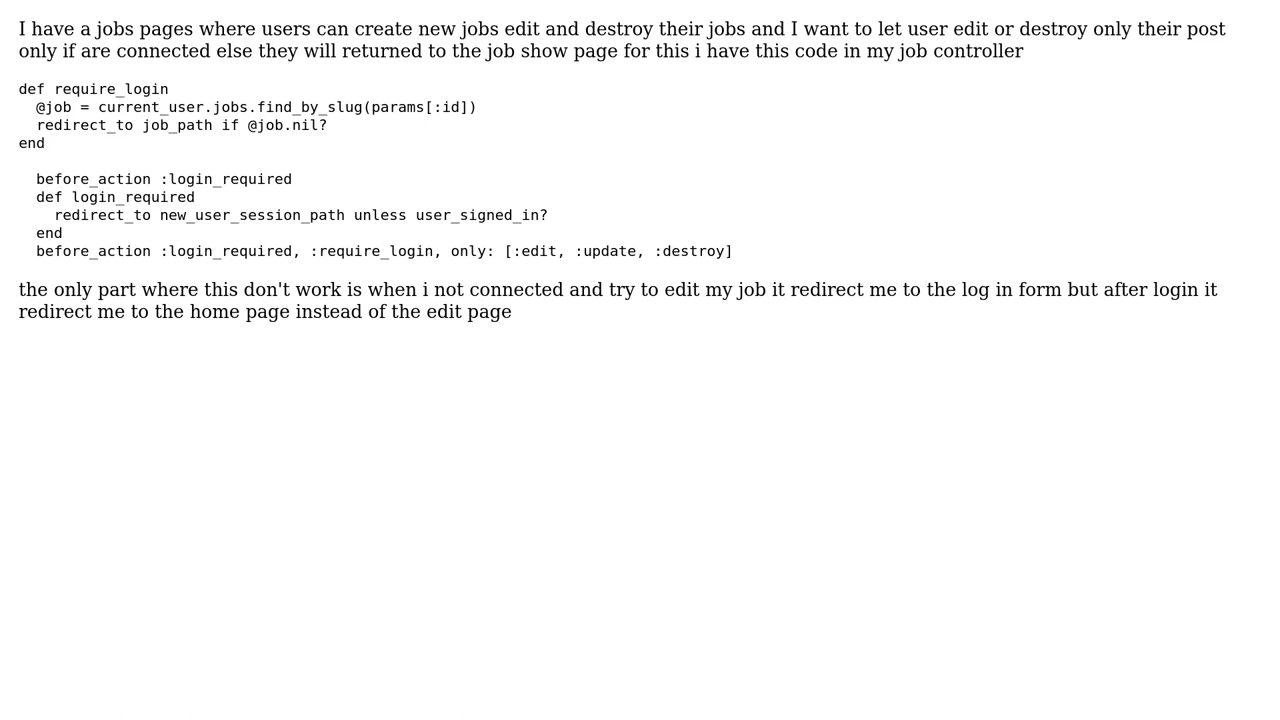 I have a jobs pages where users can create new jobs edit and destroy their jobs and I want to let user edit or destroy only their post
only if are connected else they will returned to the job show page for this i have this code in my job controller
def require_login
  @job = current_user.jobs.find_by_slug(params[:id])
  redirect_to job_path if @job.nil?
end
  before_action :login_required
  def login_required
    redirect_to new_user_session_path unless user_signed_in?
  end
  before_action :login_required, :require_login, only: [:edit, :update, :destroy]
the only part where this don't work is when i not connected and try to edit my job it redirect me to the log in form but after login it
redirect me to the home page instead of the edit page